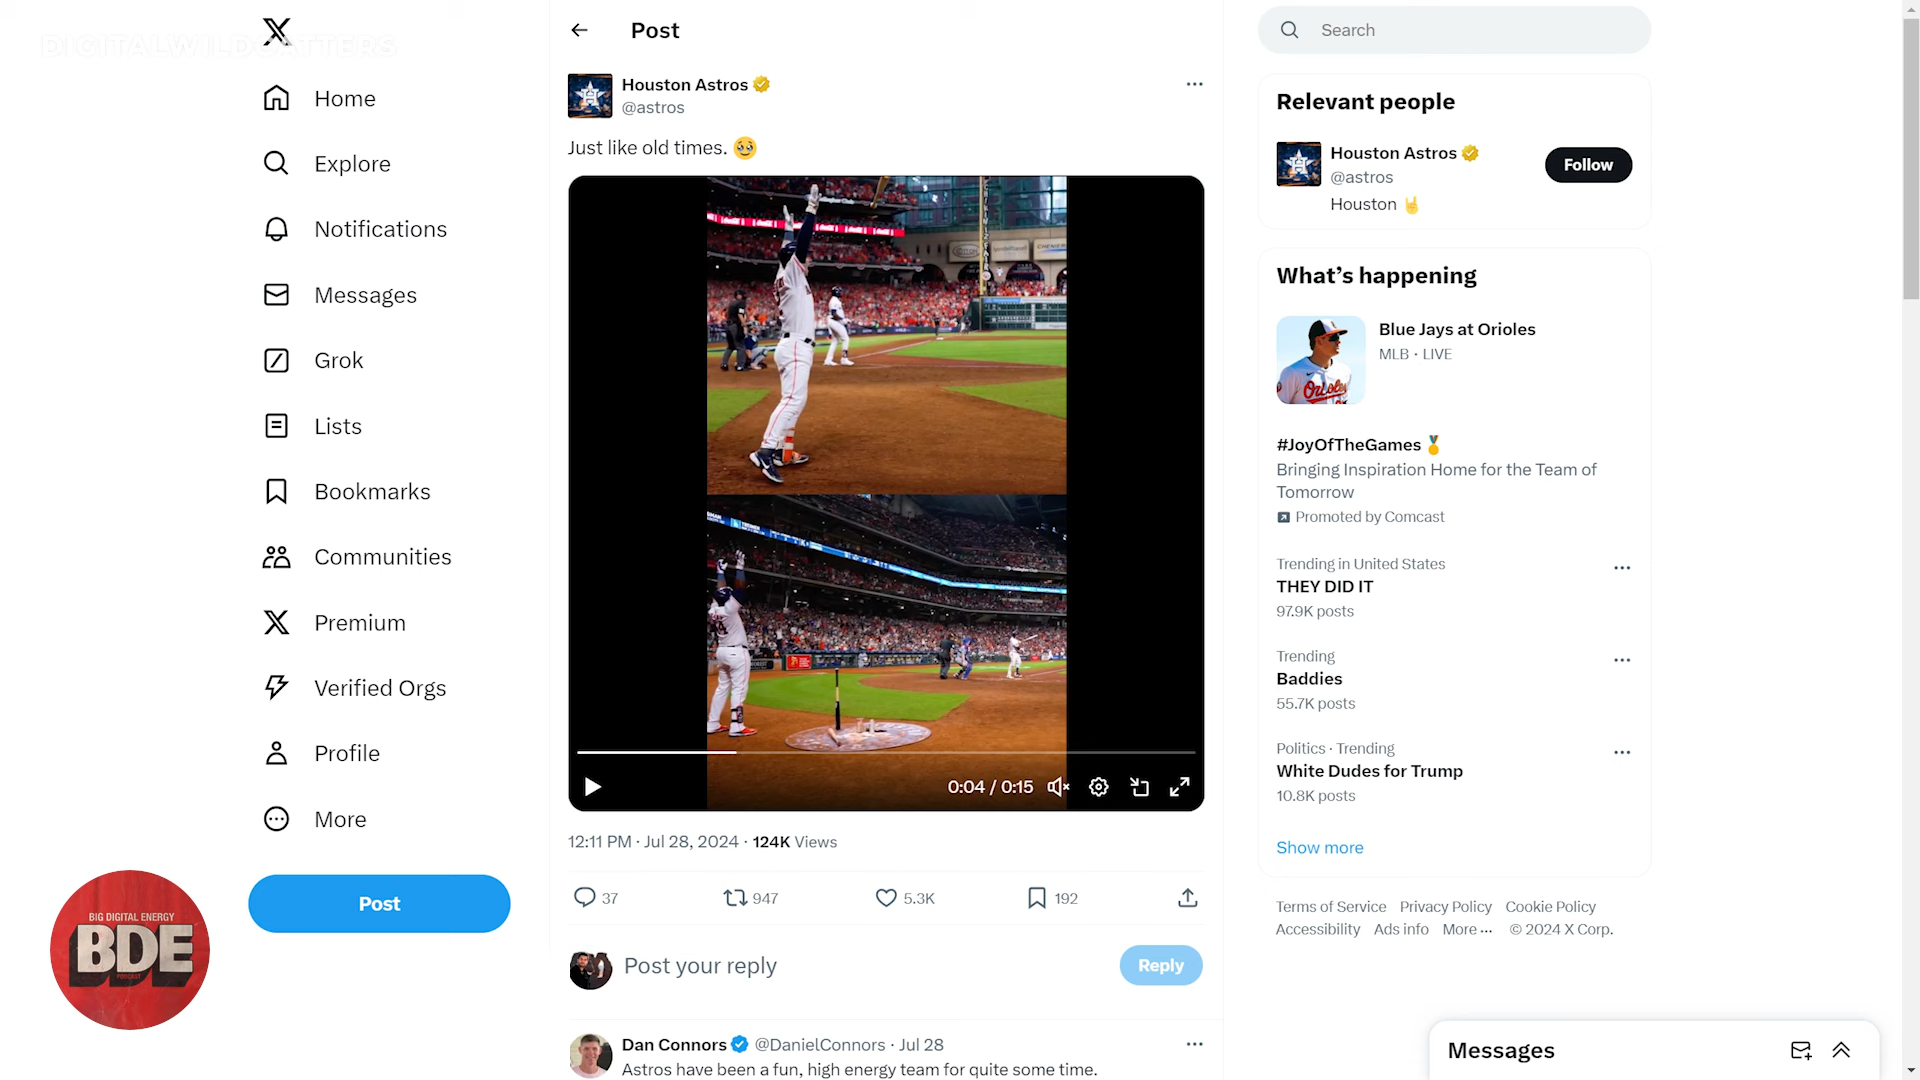 DIGITALWILDCATTERS
Home
Explore
Notifications
Messages
Grok
Lists
Bookmarks
Communities
Premium
Verified Orgs
Profile
More
Post
BIG DIGITAL ENERGY
BDE
PODCAST
Post
Houston Astros
@astros
Just like old times. 🥹
0:04 / 0:15
12:11 PM · Jul 28, 2024 · 124K Views
37 947 5.3K 192
Post your reply
Reply
Dan Connors @DanielConnors · Jul 28
Astros have been a fun, high energy team for quite some time.
Search
Relevant people
Houston Astros
@astros
Houston 🤘
Follow
What’s happening
Blue Jays at Orioles
MLB · LIVE
#JoyOfTheGames 🏅
Bringing Inspiration Home for the Team of
Tomorrow
Promoted by Comcast
Trending in United States
THEY DID IT
97.9K posts
Trending
Baddies
55.7K posts
Politics · Trending
White Dudes for Trump
10.8K posts
Show more
Terms of Service Privacy Policy Cookie Policy
Accessibility Ads info More ··· © 2024 X Corp.
Messages